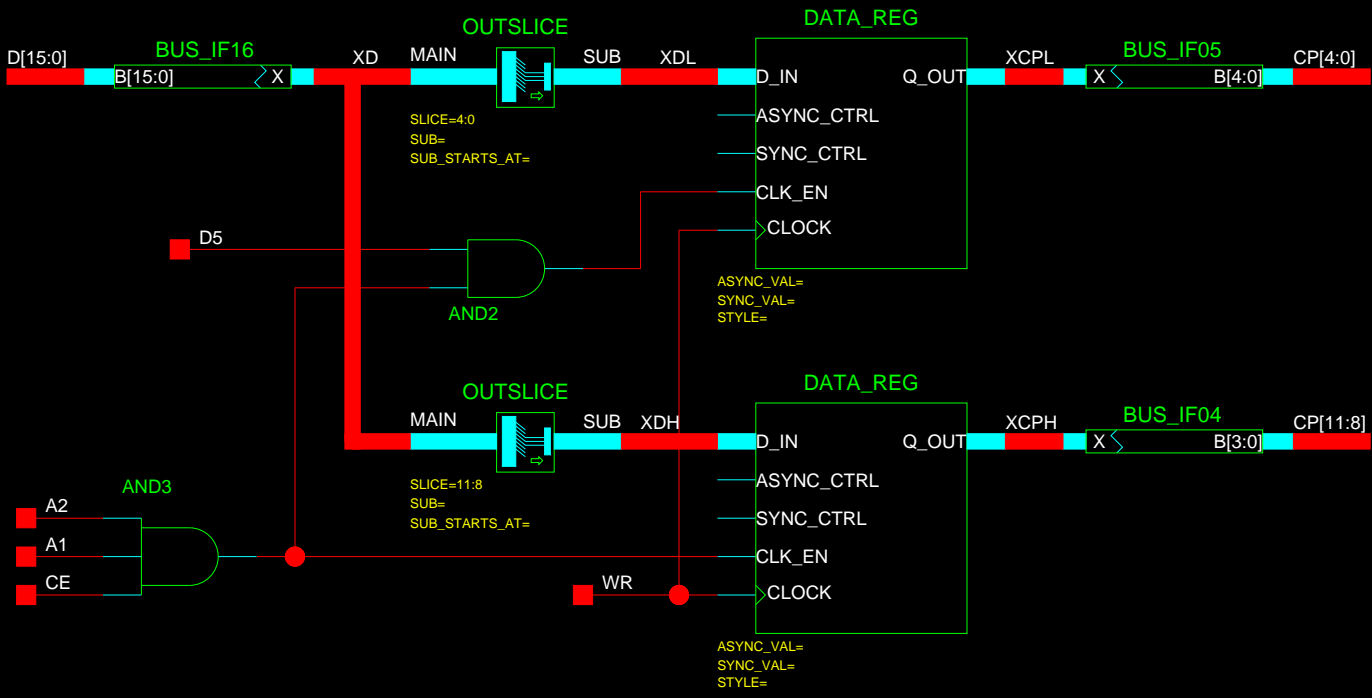 DATA_REG
OUTSLICE
D[15:0]
BUS_IF16
XD
MAIN
SUB
XDL
XCPL
BUS_IF05
CP[4:0]
B[15:0]
X
D_IN
Q_OUT
X
B[4:0]
SLICE=4:0
ASYNC_CTRL
SUB=
SUB_STARTS_AT=
SYNC_CTRL
CLK_EN
D5
CLOCK
ASYNC_VAL=
SYNC_VAL=
STYLE=
AND2
DATA_REG
OUTSLICE
MAIN
SUB
XDH
XCPH
BUS_IF04
CP[11:8]
D_IN
Q_OUT
X
B[3:0]
SLICE=11:8
ASYNC_CTRL
AND3
SUB=
A2
SUB_STARTS_AT=
SYNC_CTRL
A1
CLK_EN
CE
WR
CLOCK
ASYNC_VAL=
SYNC_VAL=
STYLE=